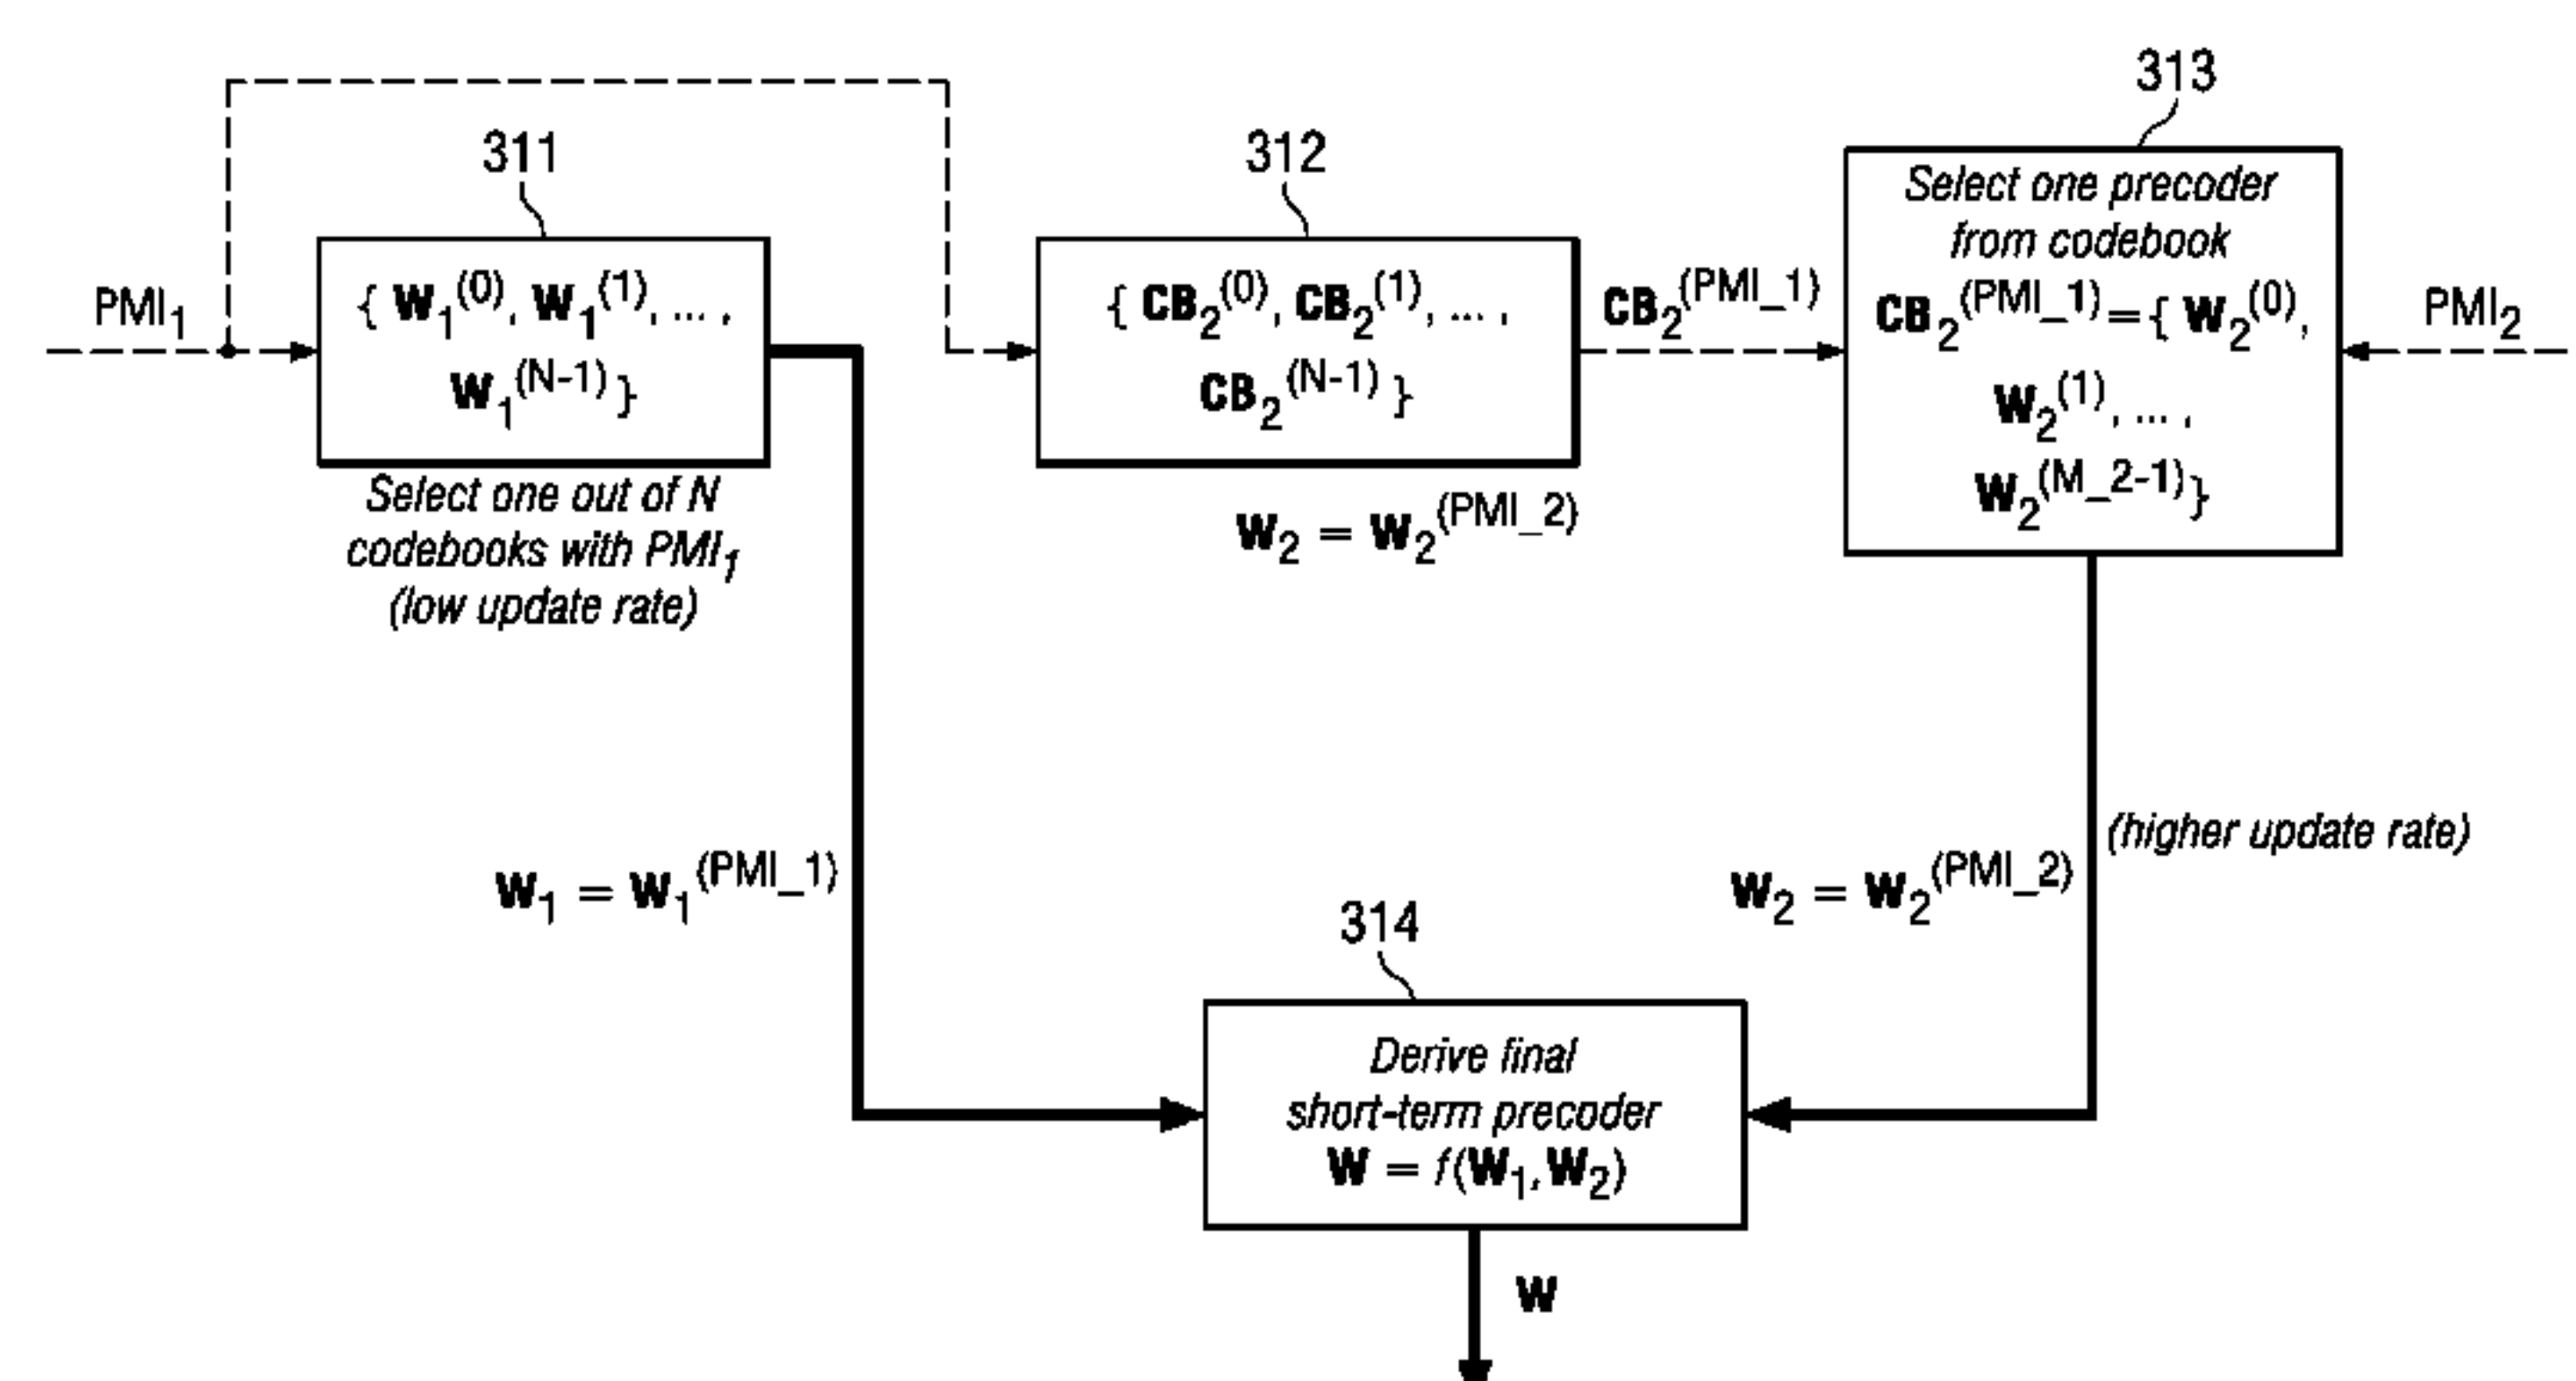 313
311
312
Select one precoder
from codebook
CB₂⁽ᴾᴹᴵ_¹⁾={ W₂⁽⁰⁾,
W₂⁽¹⁾, ... ,
W₂⁽ᴹ_²⁻¹⁾}
PMI₁
{ W₁⁽⁰⁾, W₁⁽¹⁾, ... ,
W₁⁽ᴺ⁻¹⁾}
{ CB₂⁽⁰⁾, CB₂⁽¹⁾, ... ,
CB₂⁽ᴺ⁻¹⁾}
CB₂⁽ᴾᴹᴵ_¹⁾
PMI₂
Select one out of N
codebooks with PMI₁
(low update rate)
W₂ = W₂⁽ᴾᴹᴵ_²⁾
(higher update rate)
W₁ = W₁⁽ᴾᴹᴵ_¹⁾
W₂ = W₂⁽ᴾᴹᴵ_²⁾
314
Derive final
short-term precoder
W = f(W₁,W₂)
W